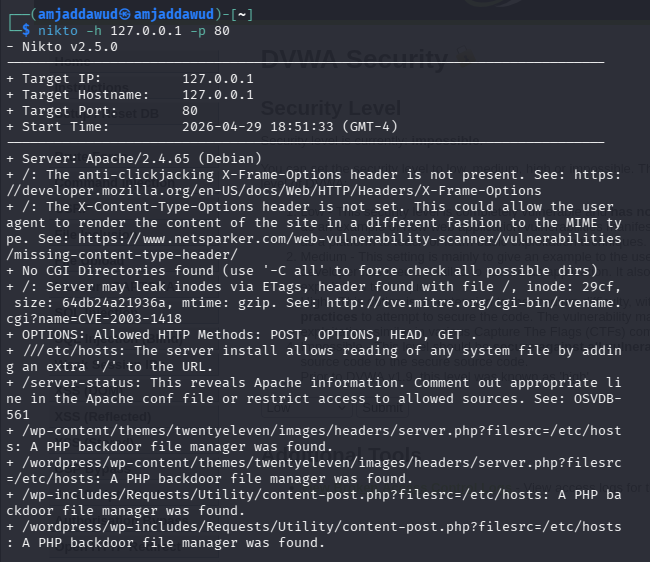 ┌──(amjaddawud㉿amjaddawud)-[~]
└─$ nikto -h 127.0.0.1 -p 80
- Nikto v2.5.0
+ Target IP:          127.0.0.1
+ Target Hostname:    127.0.0.1
+ Target Port:        80
+ Start Time:         2026-04-29 18:51:33 (GMT-4)
+ Server: Apache/2.4.65 (Debian)
+ /: The anti-clickjacking X-Frame-Options header is not present. See: https:
//developer.mozilla.org/en-US/docs/Web/HTTP/Headers/X-Frame-Options
+ /: The X-Content-Type-Options header is not set. This could allow the user
agent to render the content of the site in a different fashion to the MIME ty
pe. See: https://www.netsparker.com/web-vulnerability-scanner/vulnerabilities
/missing-content-type-header/
+ No CGI Directories found (use '-C all' to force check all possible dirs)
+ /: Server may leak inodes via ETags, header found with file /, inode: 29cf,
 size: 64db24a21936a, mtime: gzip. See: http://cve.mitre.org/cgi-bin/cvename.
cgi?name=CVE-2003-1418
+ OPTIONS: Allowed HTTP Methods: POST, OPTIONS, HEAD, GET .
+ ///etc/hosts: The server install allows reading of any system file by addin
g an extra '/' to the URL.
+ /server-status: This reveals Apache information. Comment out appropriate li
ne in the Apache conf file or restrict access to allowed sources. See: OSVDB-
561
+ /wp-content/themes/twentyeleven/images/headers/server.php?filesrc=/etc/host
s: A PHP backdoor file manager was found.
+ /wordpress/wp-content/themes/twentyeleven/images/headers/server.php?filesrc
=/etc/hosts: A PHP backdoor file manager was found.
+ /wp-includes/Requests/Utility/content-post.php?filesrc=/etc/hosts: A PHP ba
ckdoor file manager was found.
+ /wordpress/wp-includes/Requests/Utility/content-post.php?filesrc=/etc/hosts
: A PHP backdoor file manager was found.
DVWA Security
Security Level